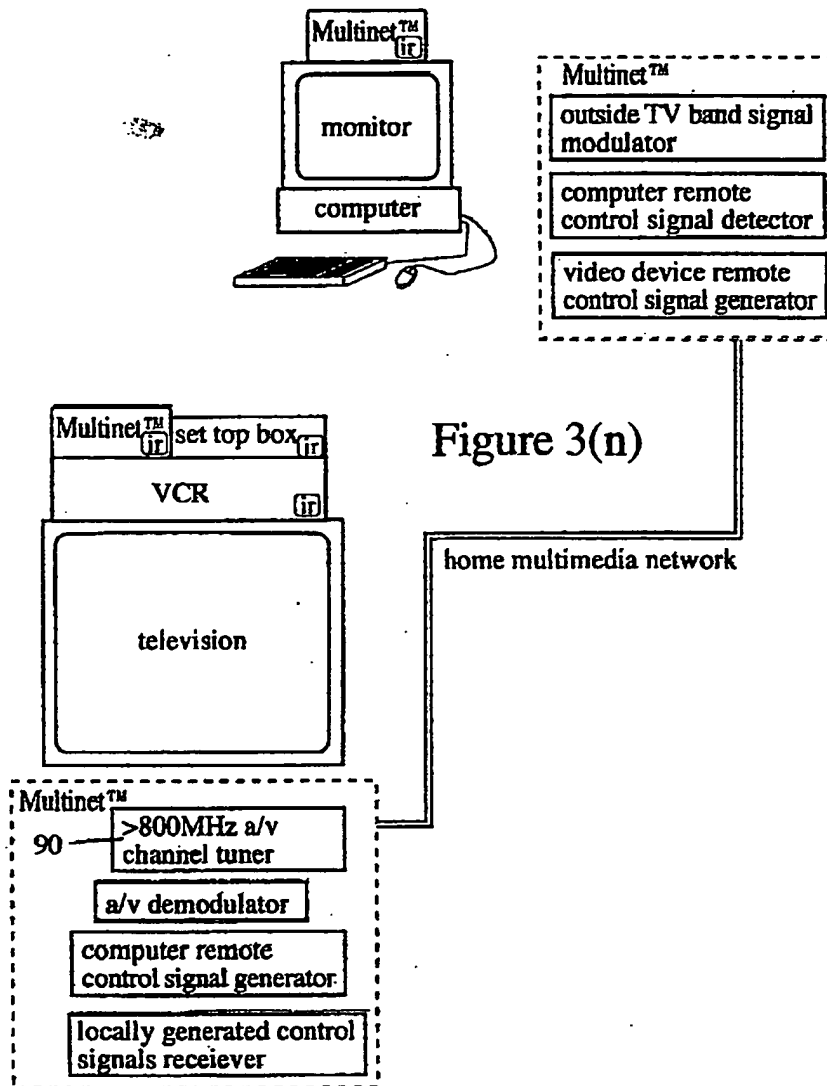 Multinet™
ir
monitor
computer
Multinet™
outside TV band signal
modulator
computer remote
control signal detector
video device remote
control signal generator
Multinet™
ir
set top box
ir
VCR
ir
Figure 3(n)
home multimedia network
television
Multinet™
90
>800MHz a/v
channel tuner
a/v demodulator
computer remote
control signal generator
locally generated control
signals receiever